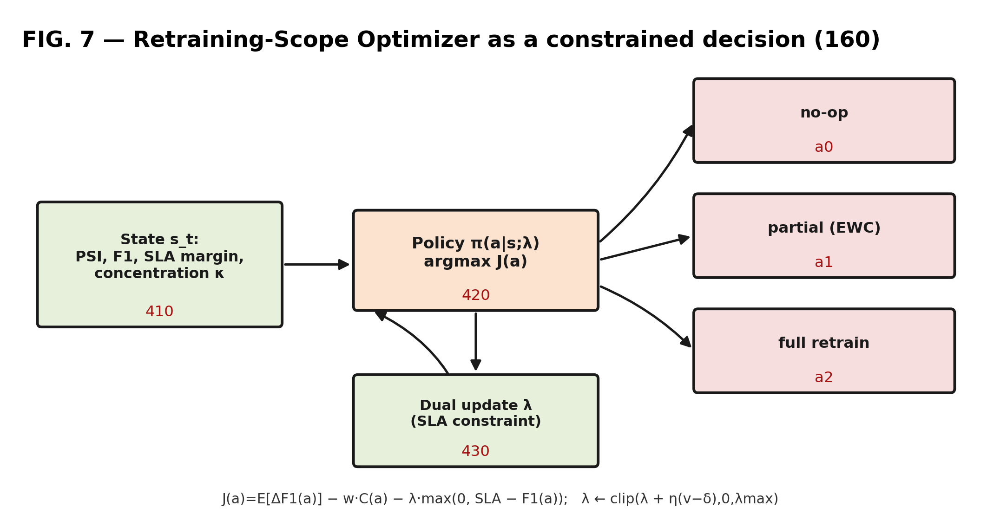 FIG. 7 — Retraining-Scope Optimizer as a constrained decision (160)
State s_t:
PSI, F1, SLA margin,
concentration κ
410
Policy π(a|s;λ)
argmax J(a)
420
Dual update λ
(SLA constraint)
430
no-op
a0
partial (EWC)
a1
full retrain
a2
J(a)=E[ΔF1(a)] − w·C(a) − λ·max(0, SLA − F1(a));   λ ← clip(λ + η(v−δ),0,λmax)